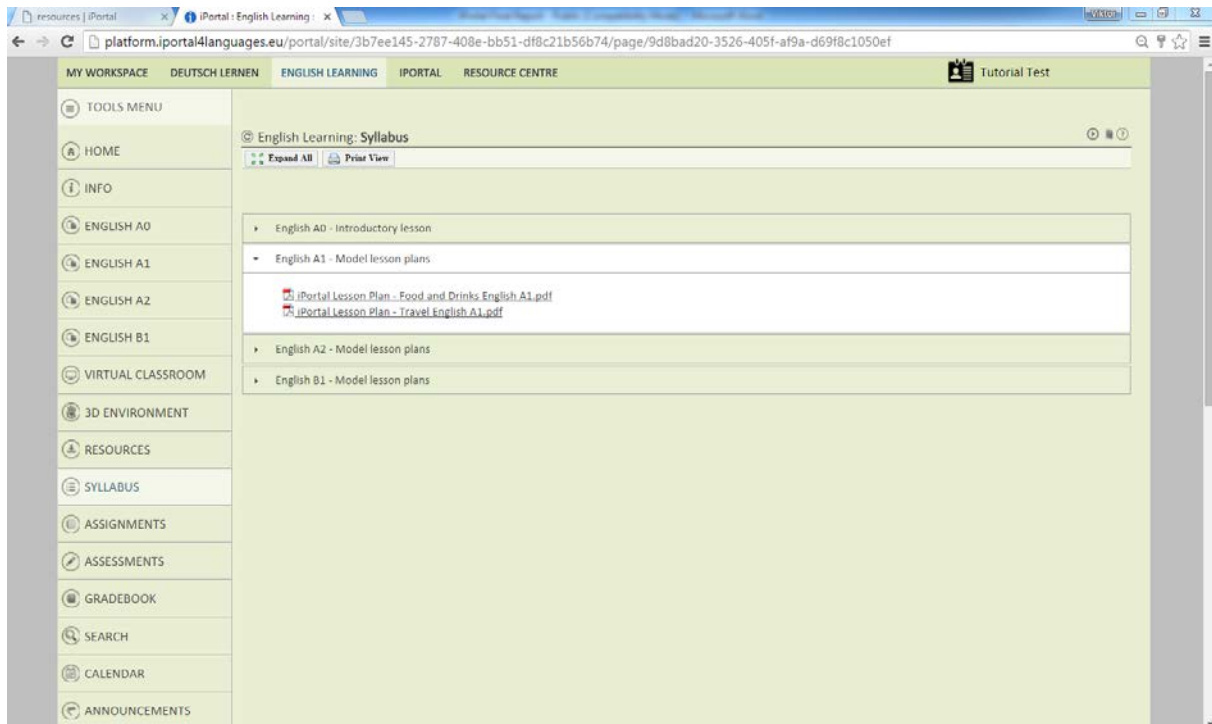 resources | iPortal
iPortal : English Learning :
Viktor
platform.iportal4languages.eu/portal/site/3b7ee145-2787-408e-bb51-df8c21b56b74/page/9d8bad20-3526-405f-af9a-d69f8c1050ef
MY WORKSPACE DEUTSCH LERNEN ENGLISH LEARNING IPORTAL RESOURCE CENTRE Tutorial Test
TOOLS MENU
HOME
INFO
ENGLISH A0
ENGLISH A1
ENGLISH A2
ENGLISH B1
VIRTUAL CLASSROOM
3D ENVIRONMENT
RESOURCES
SYLLABUS
ASSIGNMENTS
ASSESSMENTS
GRADEBOOK
SEARCH
CALENDAR
ANNOUNCEMENTS
English Learning: Syllabus
Expand All Print View
English A0 - Introductory lesson
English A1 - Model lesson plans
iPortal Lesson Plan - Food and Drinks English A1.pdf
iPortal Lesson Plan - Travel English A1.pdf
English A2 - Model lesson plans
English B1 - Model lesson plans